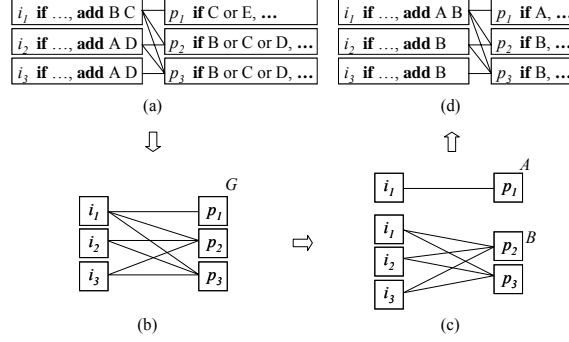 i1 if ..., add B C
p1 if C or E, ...
i2 if ..., add A D
p2 if B or C or D, ...
i3 if ..., add A D
p3 if B or C or D, ...
(a)
i1 if ..., add A B
p1 if A, ...
i2 if ..., add B
p2 if B, ...
i3 if ..., add B
p3 if B, ...
(d)
G
i1
p1
i2
p2
i3
p3
(b)
A
i1
p1
i1
p2
B
i2
p3
i3
(c)